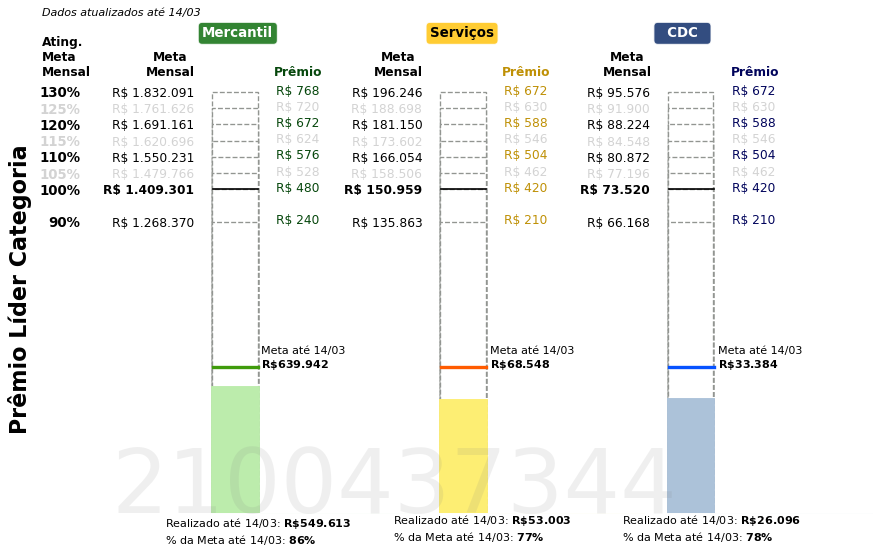 Dados atualizados até 14/03
Mercantil Serviços CDC
Ating.
Meta Meta Meta Meta
Mensal Mensal Prêmio Mensal Prêmio Mensal Prêmio
130% R$ 1.832.091 R$ 768 R$ 196.246 R$ 672 R$ 95.576 R$ 672
125% R$ 1.761.626 R$ 720 R$ 188.698 R$ 630 R$ 91.900 R$ 630
120% R$ 1.691.161 R$ 672 R$ 181.150 R$ 588 R$ 88.224 R$ 588
115% R$ 1.620.696 R$ 624 R$ 173.602 R$ 546 R$ 84.548 R$ 546
110% R$ 1.550.231 R$ 576 R$ 166.054 R$ 504 R$ 80.872 R$ 504
105% R$ 1.479.766 R$ 528 R$ 158.506 R$ 462 R$ 77.196 R$ 462
100% R$ 1.409.301 R$ 480 R$ 150.959 R$ 420 R$ 73.520 R$ 420
90% R$ 1.268.370 R$ 240 R$ 135.863 R$ 210 R$ 66.168 R$ 210
Prêmio Líder Categoria
Meta até 14/03 Meta até 14/03 Meta até 14/03
R$639.942 R$68.548 R$33.384
2100437344
Realizado até 14/03: R$549.613 Realizado até 14/03: R$53.003 Realizado até 14/03: R$26.096
% da Meta até 14/03: 86% % da Meta até 14/03: 77% % da Meta até 14/03: 78%